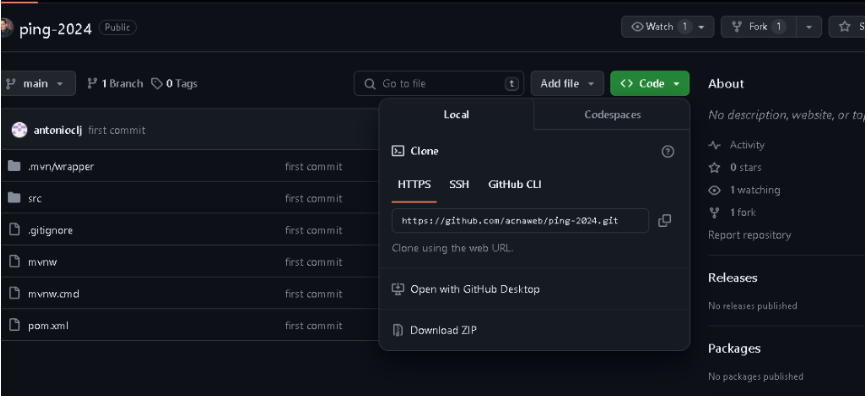 ping-2024 Public
Watch 1 Fork 1
main 1 Branch 0 Tags Go to file t Add file <> Code
antonioclj first commit
.mvn/wrapper first commit
src first commit
.gitignore first commit
mvnw first commit
mvnw.cmd first commit
pom.xml first commit
Local Codespaces
Clone
HTTPS SSH GitHub CLI
https://github.com/acnaweb/ping-2024.git
Clone using the web URL.
Open with GitHub Desktop
Download ZIP
About
No description, website, or
Activity
0 stars
1 watching
1 fork
Report repository
Releases
No releases published
Packages
No packages published